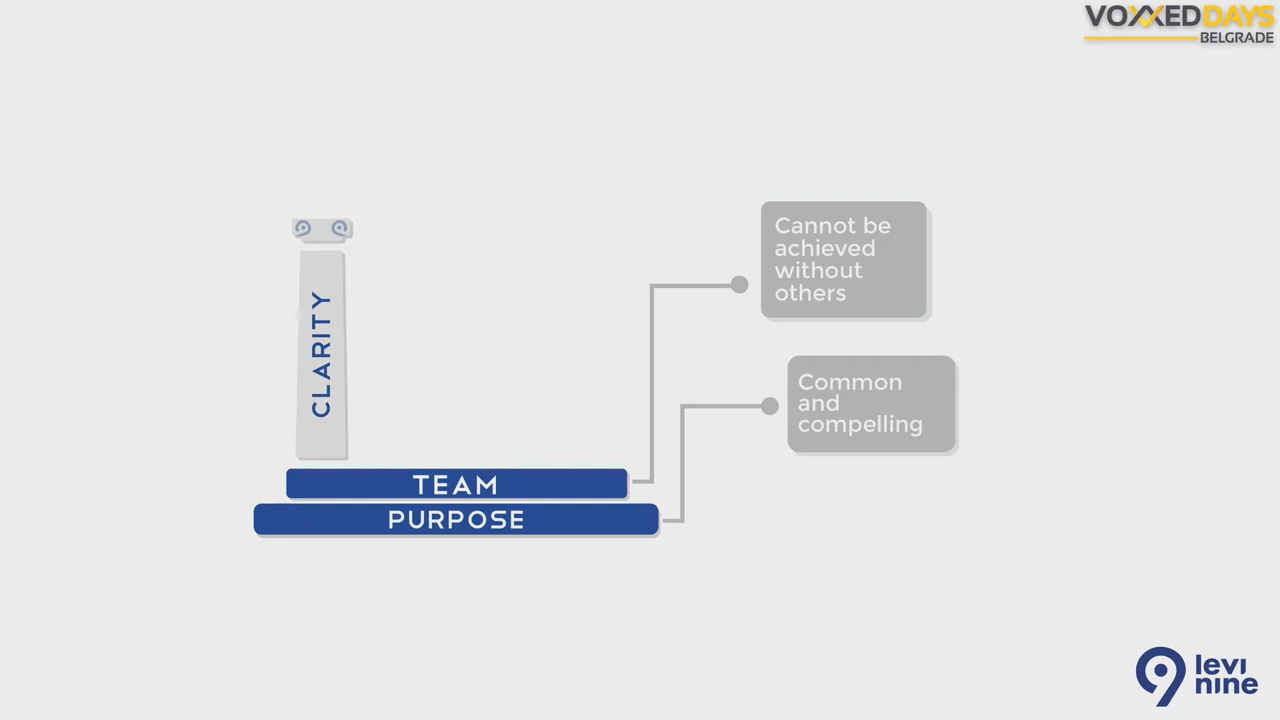 VOXXEDDAYS
BELGRADE
CLARITY
Cannot be
achieved
without
others
Common
and
compelling
TEAM
PURPOSE
levi
nine